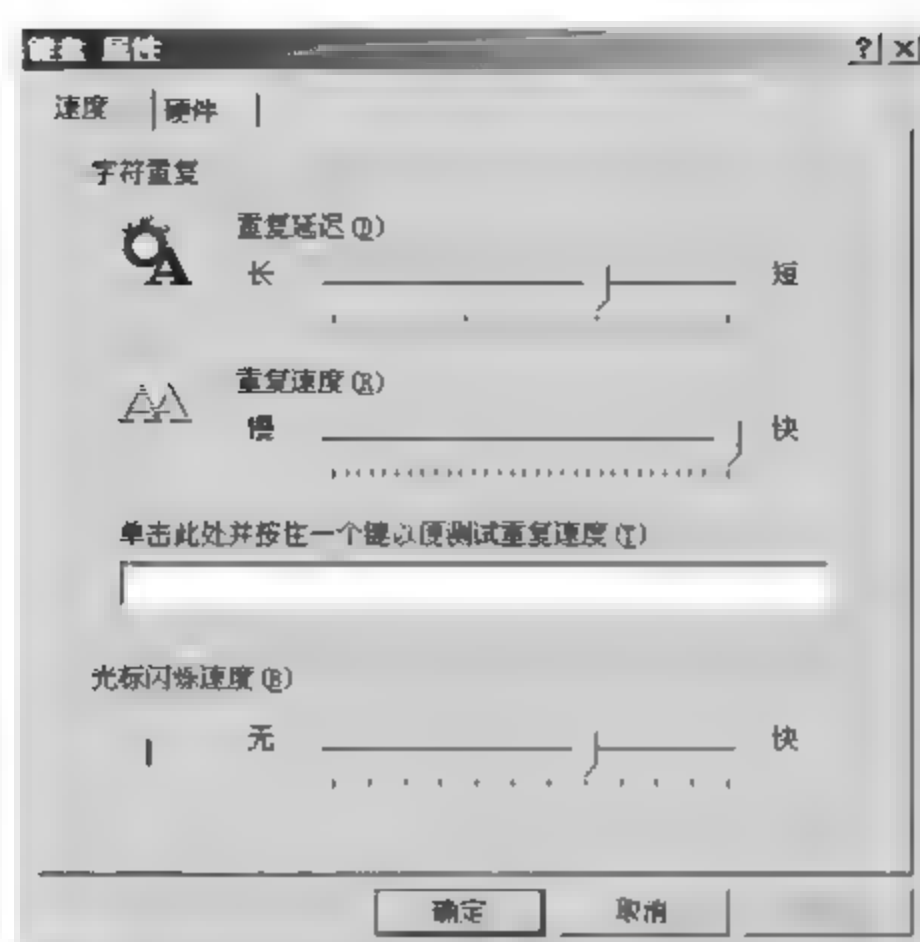 键盘 属性
速度 硬件
字符重复
重复延迟(D)
长 短
重复速度(R)
慢 快
单击此处并按住一个键以便测试重复速度(T)
光标闪烁速度(B)
无 快
确定 取消